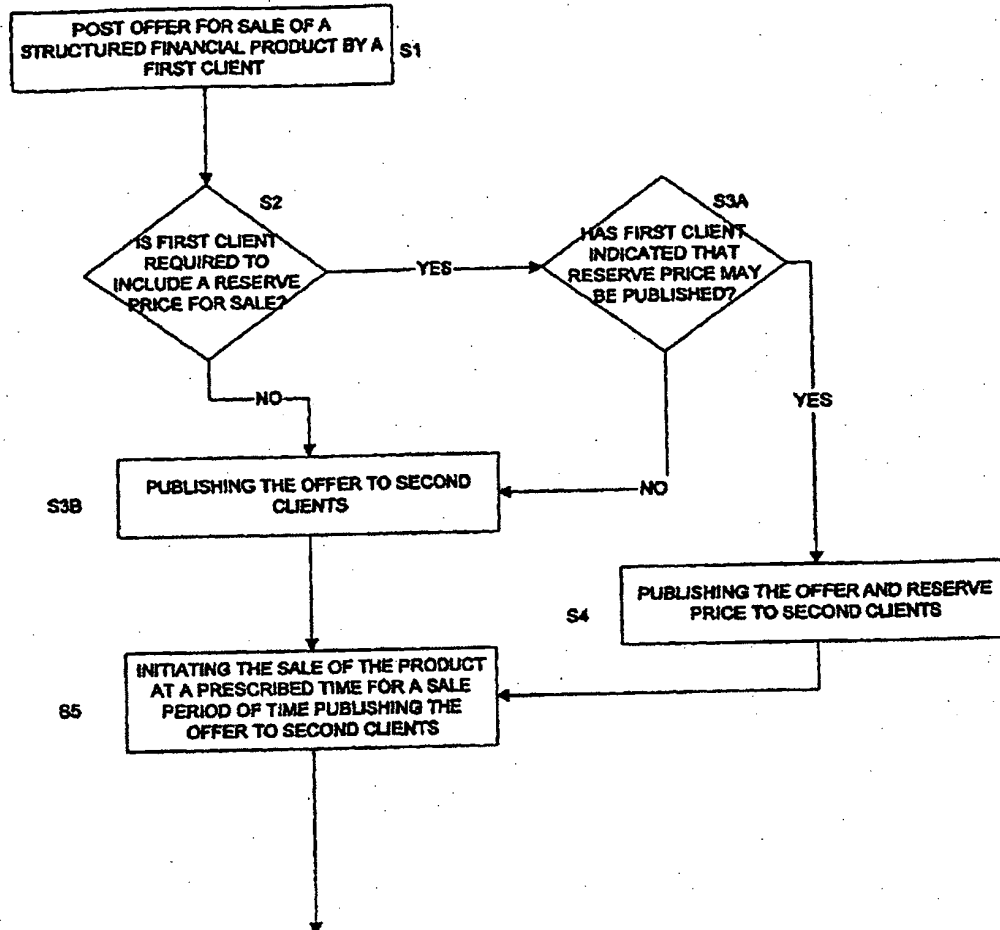 POST OFFER FOR SALE OF A
STRUCTURED FINANCIAL PRODUCT BY A
FIRST CLIENT
S1
S2
IS FIRST CLIENT
REQUIRED TO
INCLUDE A RESERVE
PRICE FOR SALE?
YES
S3A
HAS FIRST CLIENT
INDICATED THAT
RESERVE PRICE MAY
BE PUBLISHED?
NO
YES
PUBLISHING THE OFFER TO SECOND
CLIENTS
S3B
NO
PUBLISHING THE OFFER AND RESERVE
PRICE TO SECOND CLIENTS
S4
INITIATING THE SALE OF THE PRODUCT
AT A PRESCRIBED TIME FOR A SALE
PERIOD OF TIME PUBLISHING THE
OFFER TO SECOND CLIENTS
S5